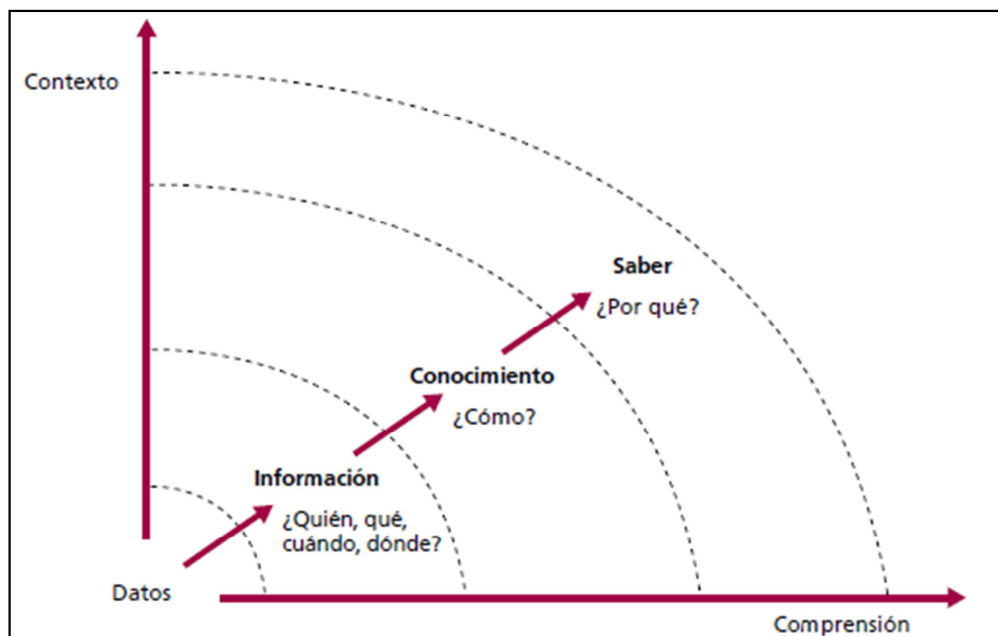 Contexto
Saber
¿Por qué?
Conocimiento
¿Cómo?
Información
¿Quién, qué,
cuándo, dónde?
Datos
Comprensión